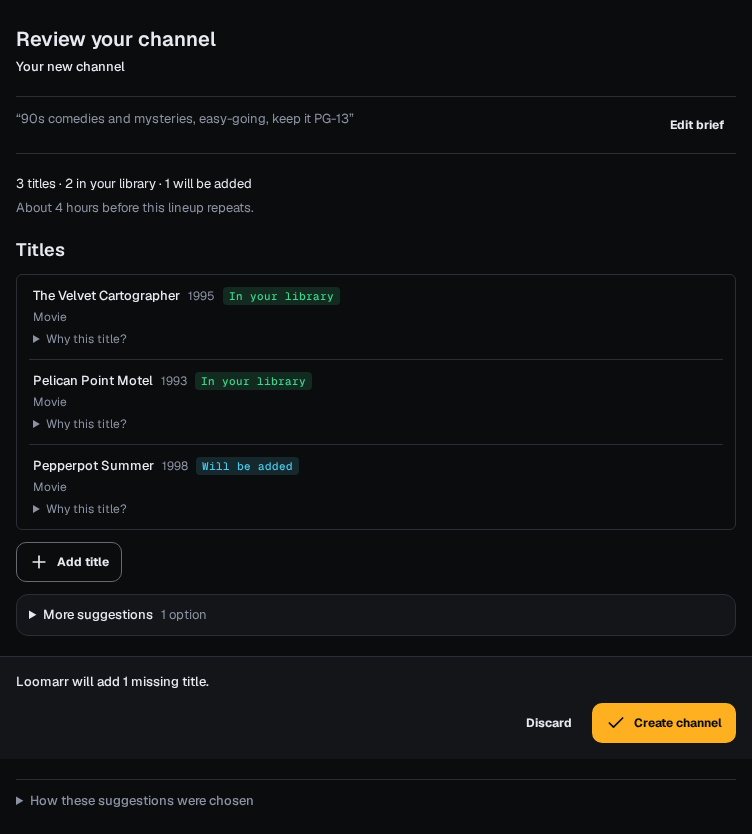 Review your channel
Your new channel
“90s comedies and mysteries, easy-going, keep it PG-13”
Edit brief
3 titles · 2 in your library · 1 will be added
About 4 hours before this lineup repeats.
Titles
The Velvet Cartographer 1995 In your library
Movie
Why this title?
Pelican Point Motel 1993 In your library
Movie
Why this title?
Pepperpot Summer 1998 Will be added
Movie
Why this title?
Add title
More suggestions 1 option
Loomarr will add 1 missing title.
Discard
Create channel
How these suggestions were chosen